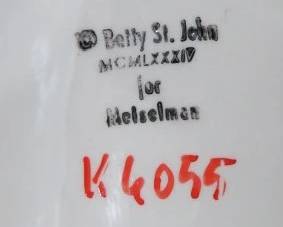 © Betty St. John
MCMLXXXIV
for
Meiselman
K4055